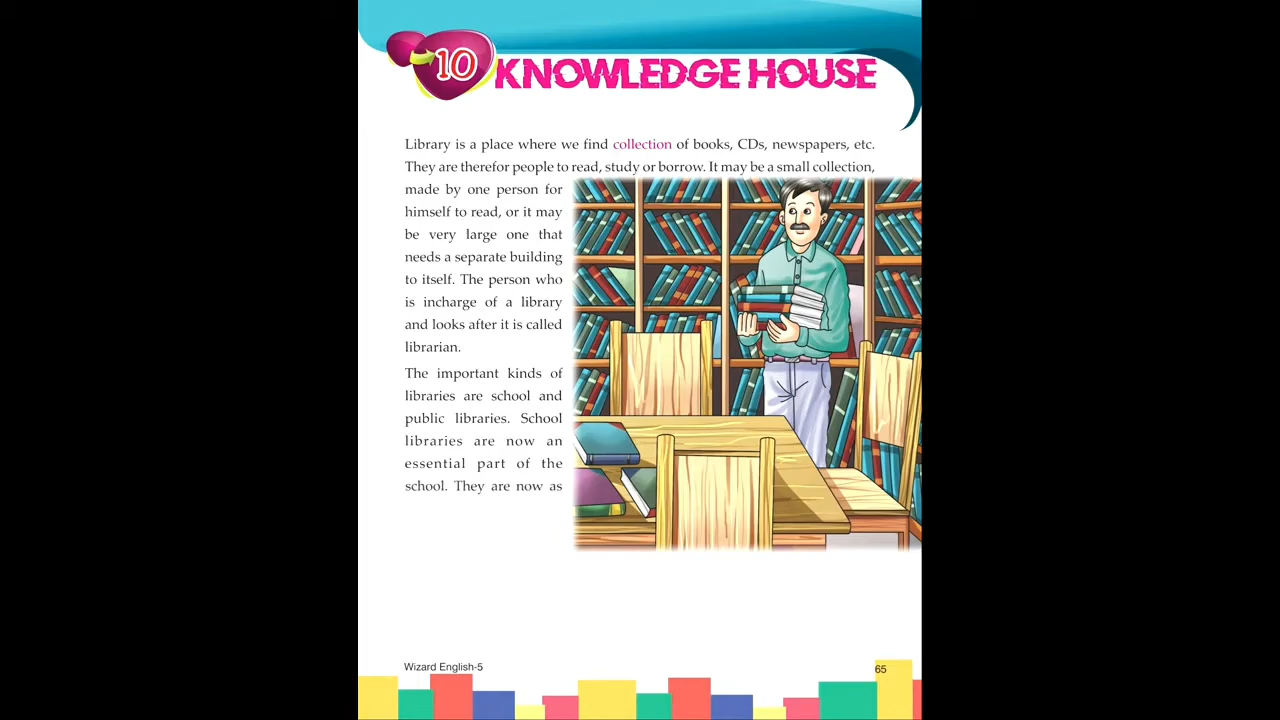 10
KNOWLEDGE HOUSE
Library is a place where we find collection of books, CDs, newspapers, etc.
They are therefor people to read, study or borrow. It may be a small collection,
made by one person for
himself to read, or it may
be very large one that
needs a separate building
to itself. The person who
is incharge of a library
and looks after it is called
librarian.
The important kinds of
libraries are school and
public libraries. School
libraries are now an
essential part of the
school. They are now as
Wizard English-5
65